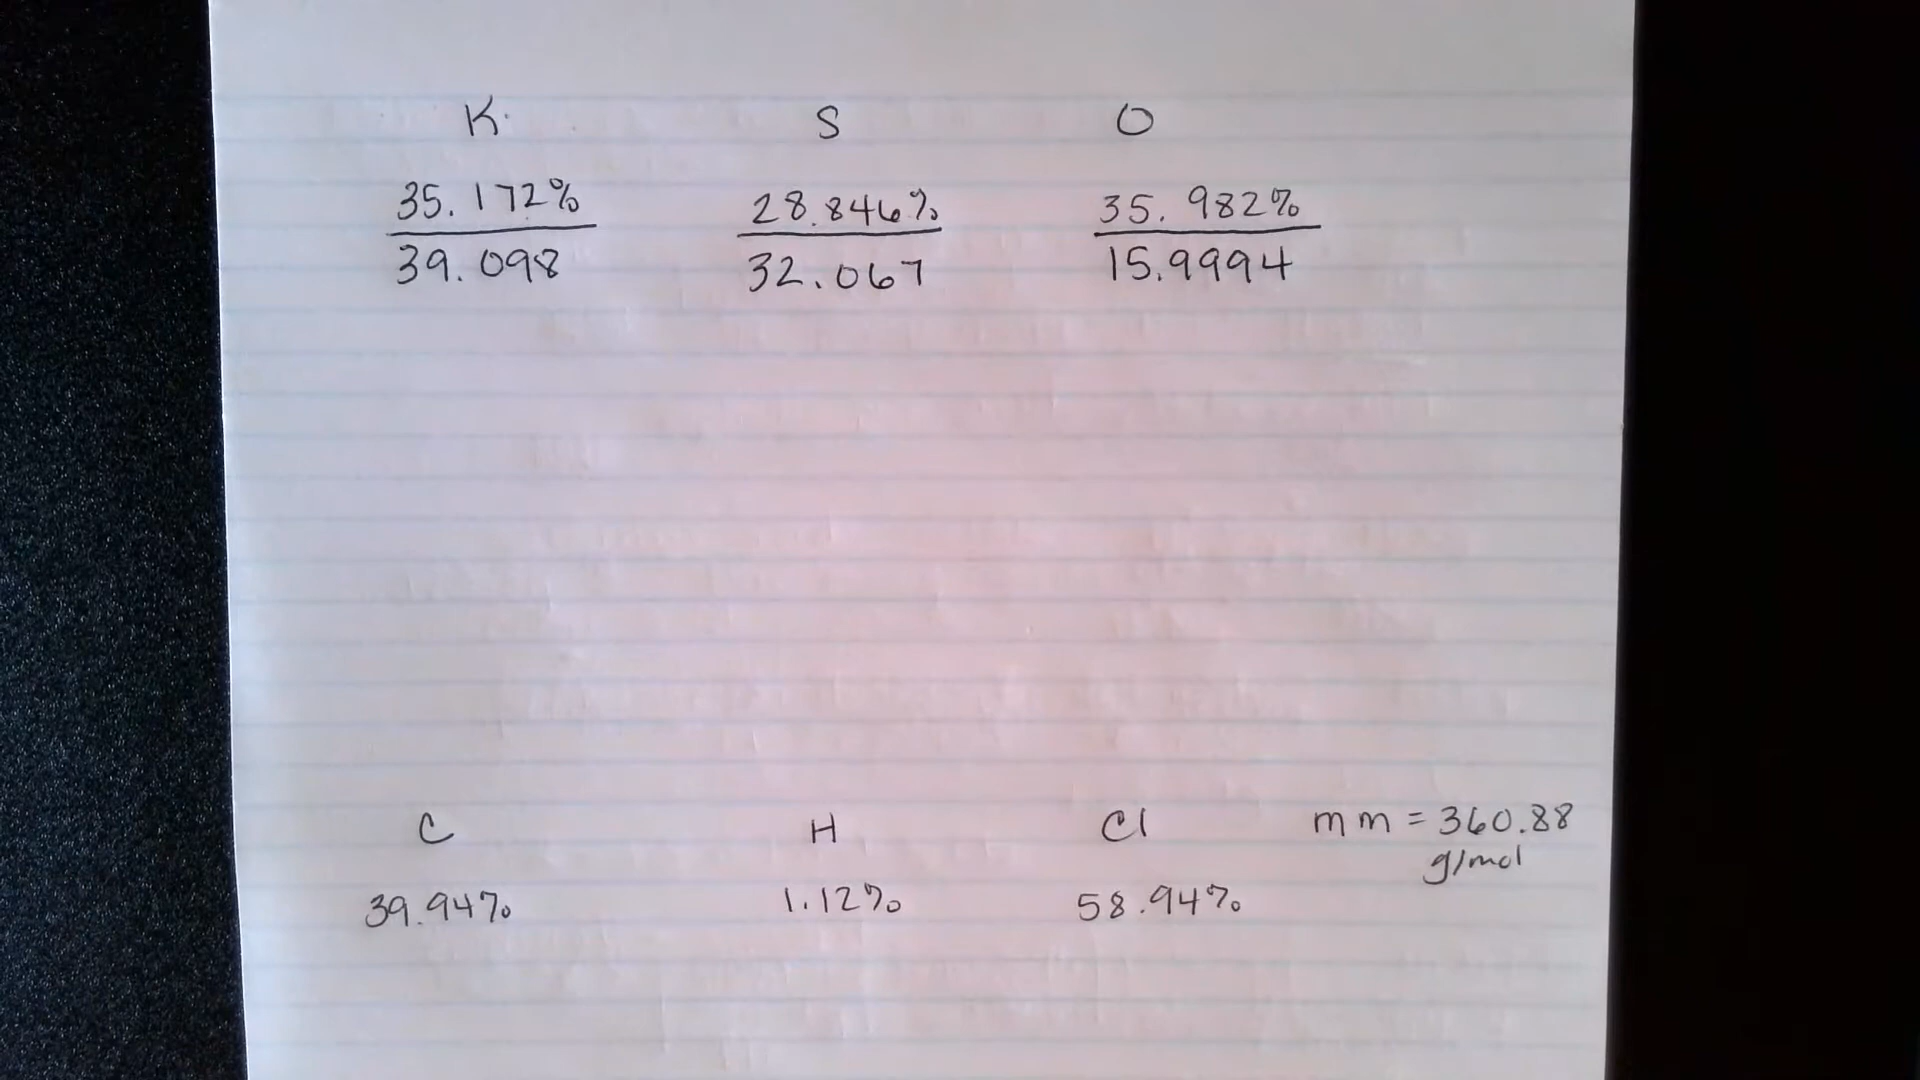 K S O
35.172% 28.846% 35.982%
39.098 32.067 15.9994
C H Cl mm = 360.88
g/mol
39.94% 1.12% 58.94%